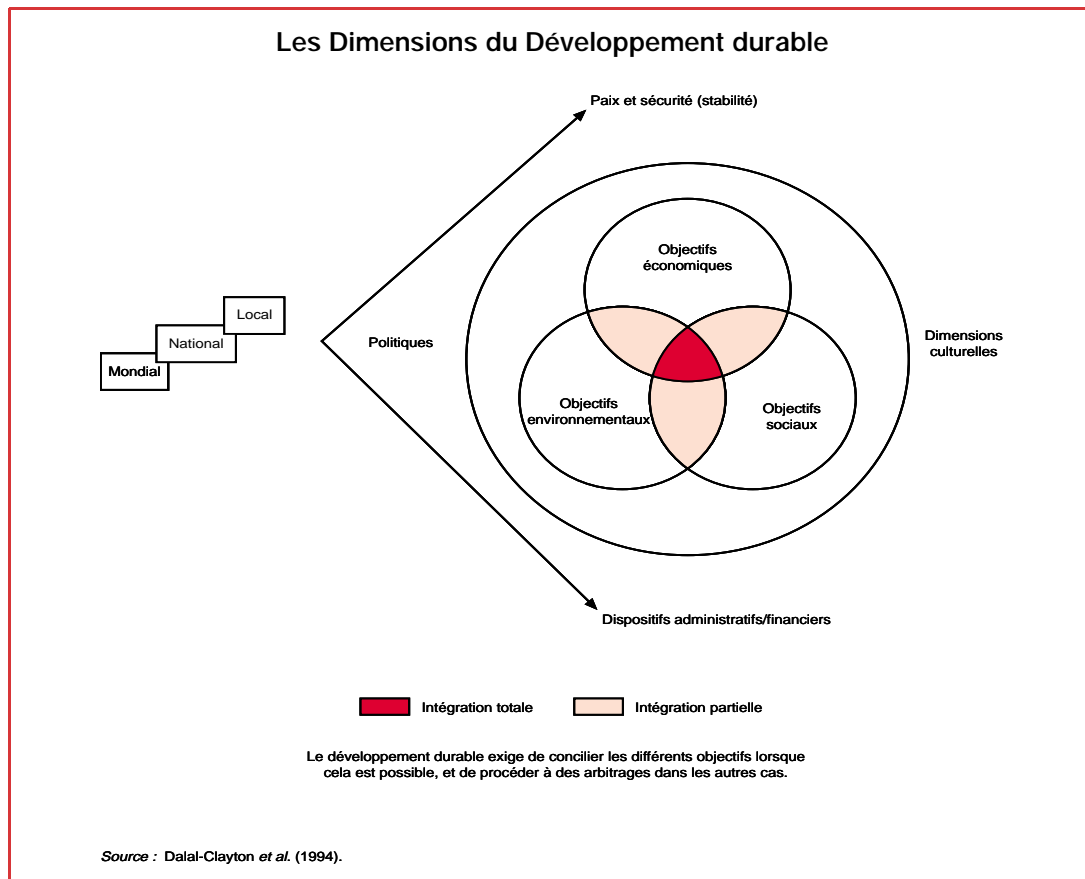 Les Dimensions du Développement durable
Paix et sécurité (stabilité)
Objectifs
économiques
Local
National
Mondial
Politiques
Dimensions
culturelles
Objectifs
environnementaux
Objectifs
sociaux
Dispositifs administratifs/financiers
Intégration totale
Intégration partielle
Le développement durable exige de concilier les différents objectifs lorsque
cela est possible, et de procéder à des arbitrages dans les autres cas.
Source : Dalal-Clayton et al. (1994).